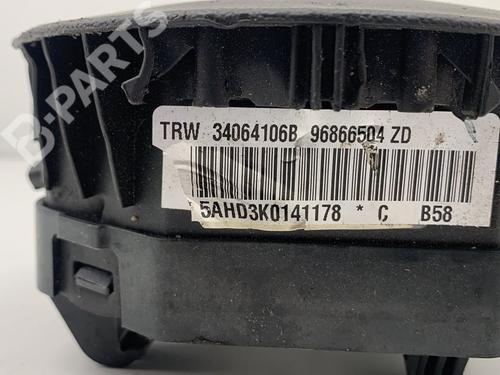 B-PARTS
TRW 34064106B 96866504 ZD
5AHD3K0141178 * C B58